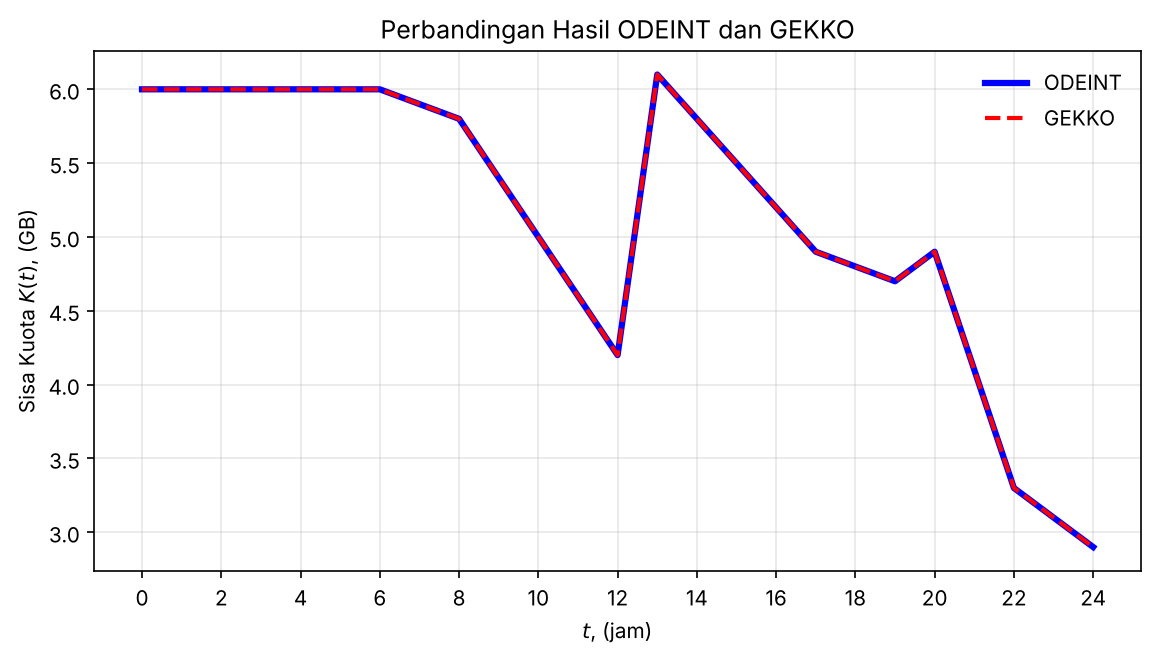 Perbandingan Hasil ODEINT dan GEKKO
ODEINT
GEKKO
Sisa Kuota K(t), (GB)
6.0
5.5
5.0
4.5
4.0
3.5
3.0
0 2 4 6 8 10 12 14 16 18 20 22 24
t, (jam)